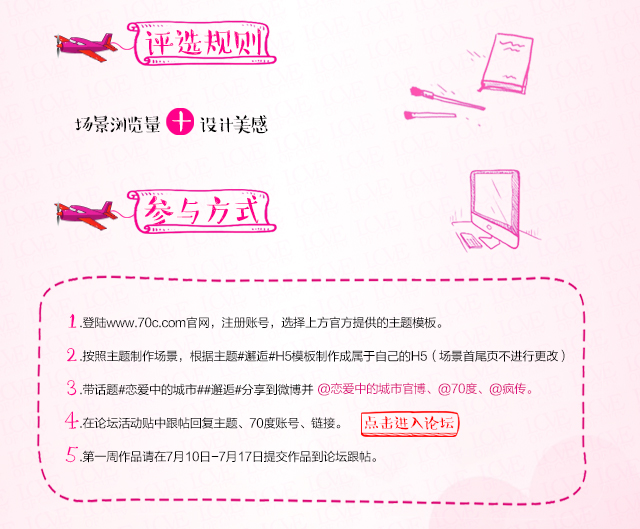 评选规则
场景浏览量 + 设计美感
参与方式
1.登陆www.70c.com官网，注册账号，选择上方官方提供的主题模板。
2.按照主题制作场景，根据主题#邂逅#H5模板制作成属于自己的H5（场景首尾页不进行更改）
3.带话题#恋爱中的城市##邂逅#分享到微博并 @恋爱中的城市官博、@70度、@疯传。
4.在论坛活动贴中跟帖回复主题、70度账号、链接。 点击进入论坛
5.第一周作品请在7月10日-7月17日提交作品到论坛跟帖。